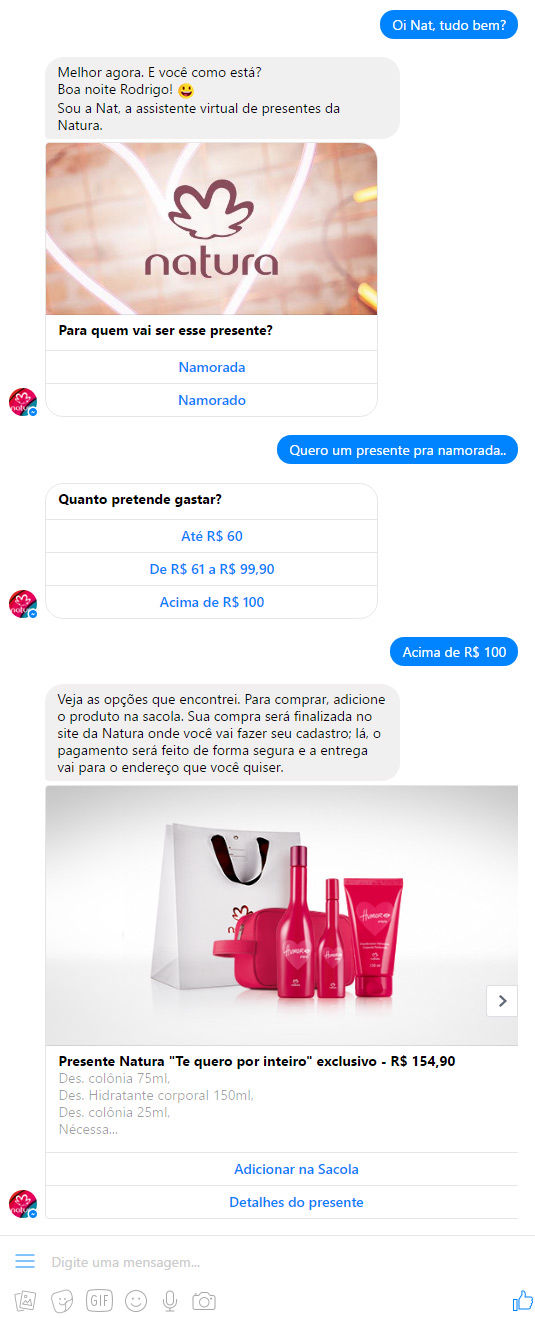 Oi Nat, tudo bem?
Melhor agora. E você como está?
Boa noite Rodrigo! 😃
Sou a Nat, a assistente virtual de presentes da
Natura.
natura
Para quem vai ser esse presente?
Namorada
Namorado
natura
Quero um presente pra namorada..
Quanto pretende gastar?
Até R$ 60
De R$ 61 a R$ 99,90
Acima de R$ 100
natura
Acima de R$ 100
Veja as opções que encontrei. Para comprar, adicione
o produto na sacola. Sua compra será finalizada no
site da Natura onde você vai fazer seu cadastro; lá, o
pagamento será feito de forma segura e a entrega
vai para o endereço que você quiser.
Humor
Humor
Humor
Presente Natura "Te quero por inteiro" exclusivo - R$ 154,90
Des. colônia 75ml,
Des. Hidratante corporal 150ml,
Des. colônia 25ml,
Nécessa...
Adicionar na Sacola
Detalhes do presente
natura
Digite uma mensagem...
GIF